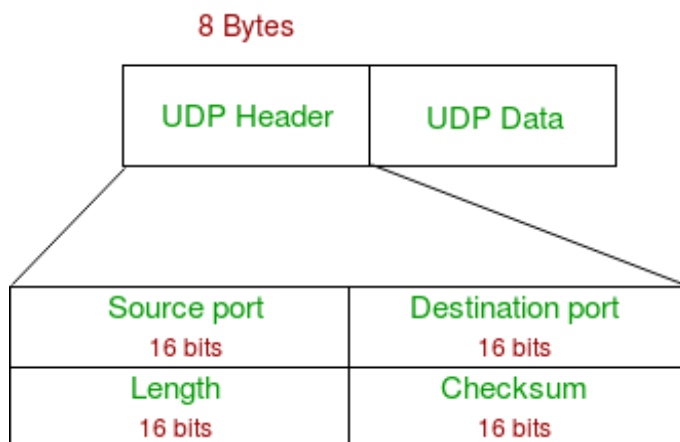 8 Bytes
UDP Header
UDP Data
Source port
16 bits
Destination port
16 bits
Length
16 bits
Checksum
16 bits